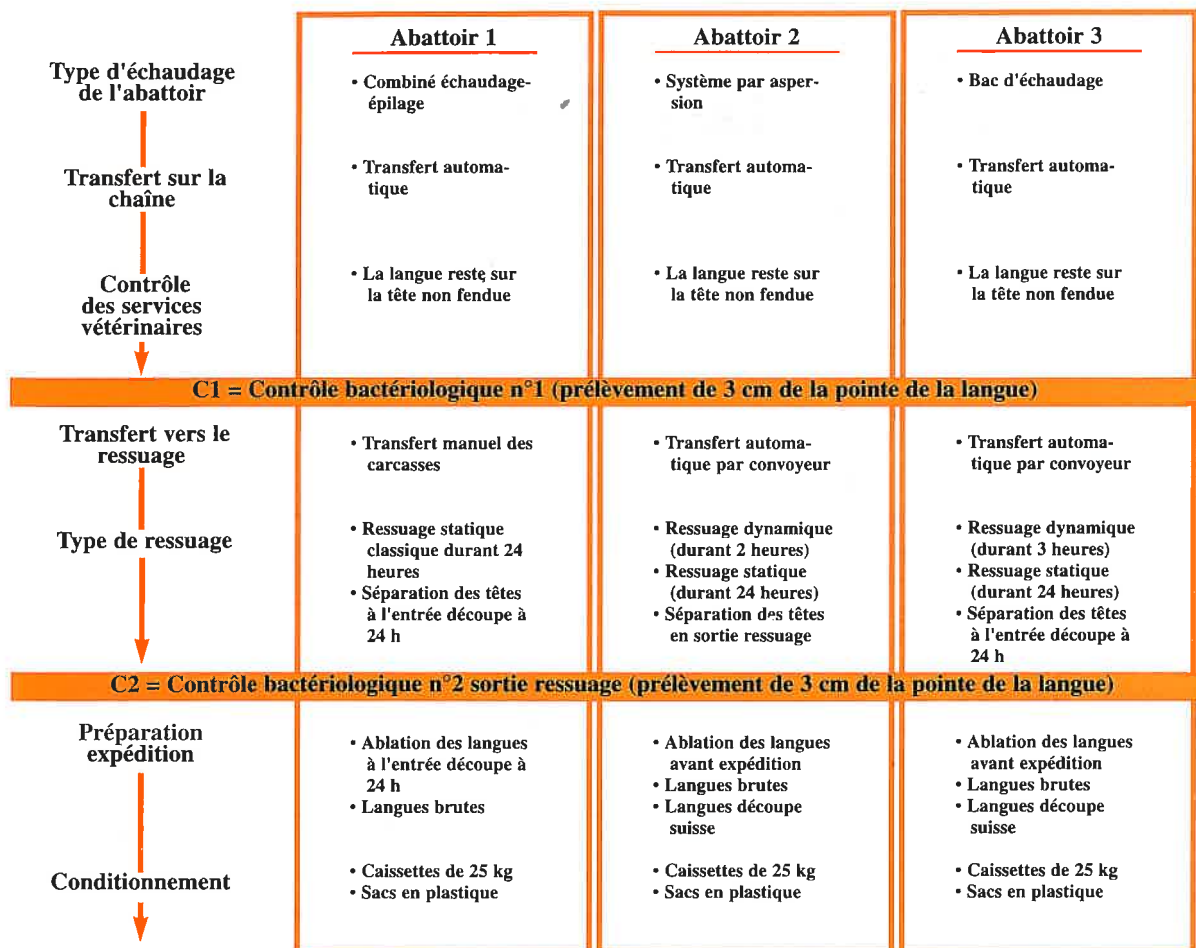 Abattoir 1
Abattoir 2
Abattoir 3
Type d'échaudage
de l'abattoir
• Combiné échaudage-
épilage
• Système par asper-
sion
• Bac d'échaudage
Transfert sur la
chaîne
• Transfert automa-
tique
• Transfert automa-
tique
• Transfert automa-
tique
Contrôle
des services
vétérinaires
• La langue reste sur
la tête non fendue
• La langue reste sur
la tête non fendue
• La langue reste sur
la tête non fendue
C1 = Contrôle bactériologique n°1 (prélèvement de 3 cm de la pointe de la langue)
Transfert vers le
ressuage
• Transfert manuel des
carcasses
• Transfert automa-
tique par convoyeur
• Transfert automa-
tique par convoyeur
Type de ressuage
• Ressuage statique
classique durant 24
heures
• Séparation des têtes
à l'entrée découpe à
24 h
• Ressuage dynamique
(durant 2 heures)
• Ressuage statique
(durant 24 heures)
• Séparation des têtes
en sortie ressuage
• Ressuage dynamique
(durant 3 heures)
• Ressuage statique
(durant 24 heures)
• Séparation des têtes
à l'entrée découpe à
24 h
C2 = Contrôle bactériologique n°2 sortie ressuage (prélèvement de 3 cm de la pointe de la langue)
Préparation
expédition
• Ablation des langues
à l'entrée découpe à
24 h
• Langues brutes
• Ablation des langues
avant expédition
• Langues brutes
• Langues découpe
suisse
• Ablation des langues
avant expédition
• Langues brutes
• Langues découpe
suisse
Conditionnement
• Caissettes de 25 kg
• Sacs en plastique
• Caissettes de 25 kg
• Sacs en plastique
• Caissettes de 25 kg
• Sacs en plastique